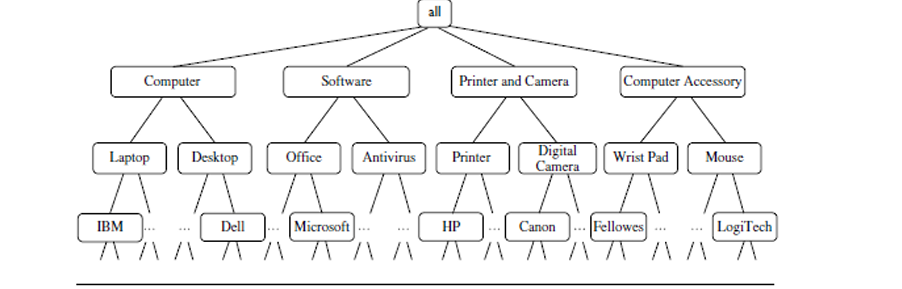 all
Computer
Software
Printer and Camera
Computer Accessory
Laptop
Desktop
Office
Antivirus
Printer
Digital
Camera
Wrist Pad
Mouse
IBM
...
...
Dell
...
Microsoft
...
...
HP
...
Canon
...
Fellowes
...
...
LogiTech